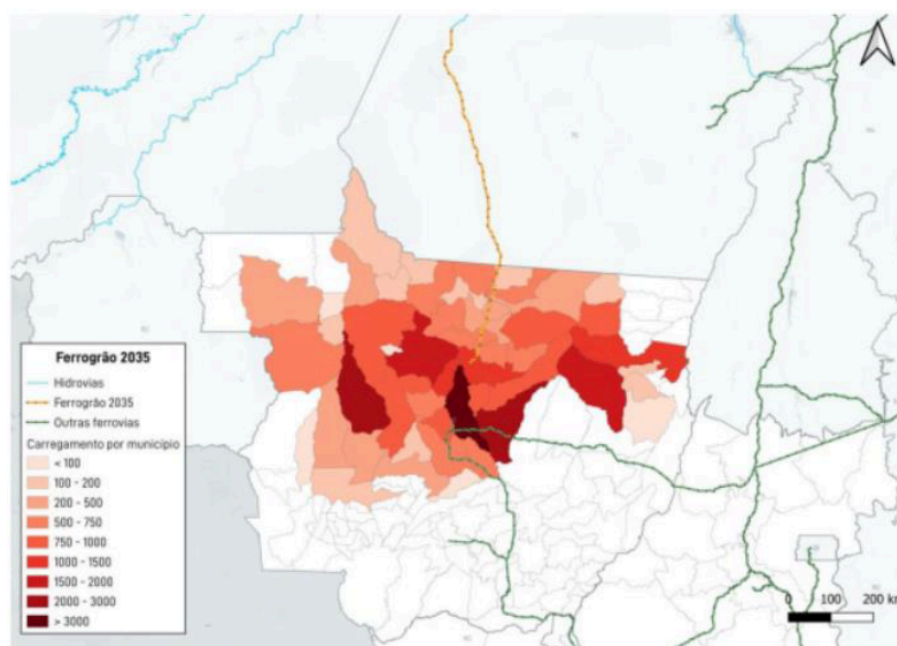 Ferrogrão 2035
Hidrovias
Ferrogrão 2035
Outras ferrovias
Carregamento por município
< 100
100 - 200
200 - 500
500 - 750
750 - 1000
1000 - 1500
1500 - 2000
2000 - 3000
> 3000
0 100 200 km